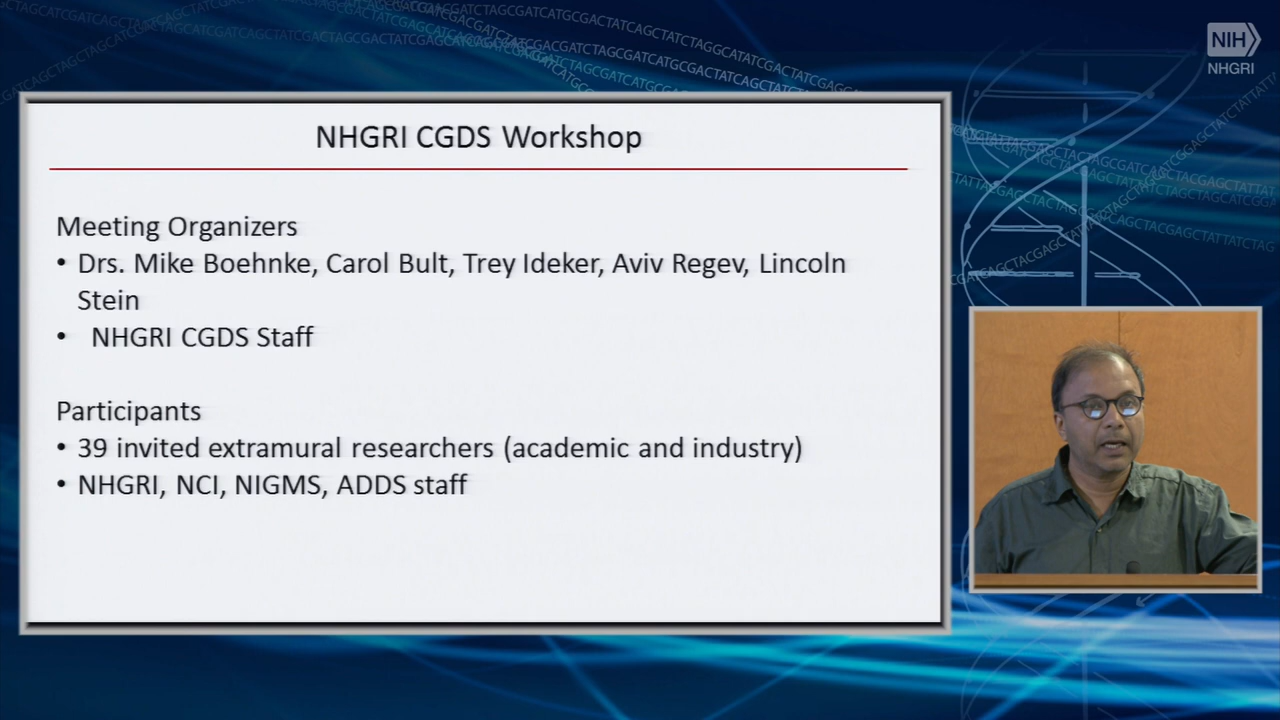 NIH
NHGRI
NHGRI CGDS Workshop
Meeting Organizers
• Drs. Mike Boehnke, Carol Bult, Trey Ideker, Aviv Regev, Lincoln
Stein
• NHGRI CGDS Staff
Participants
• 39 invited extramural researchers (academic and industry)
• NHGRI, NCI, NIGMS, ADDS staff